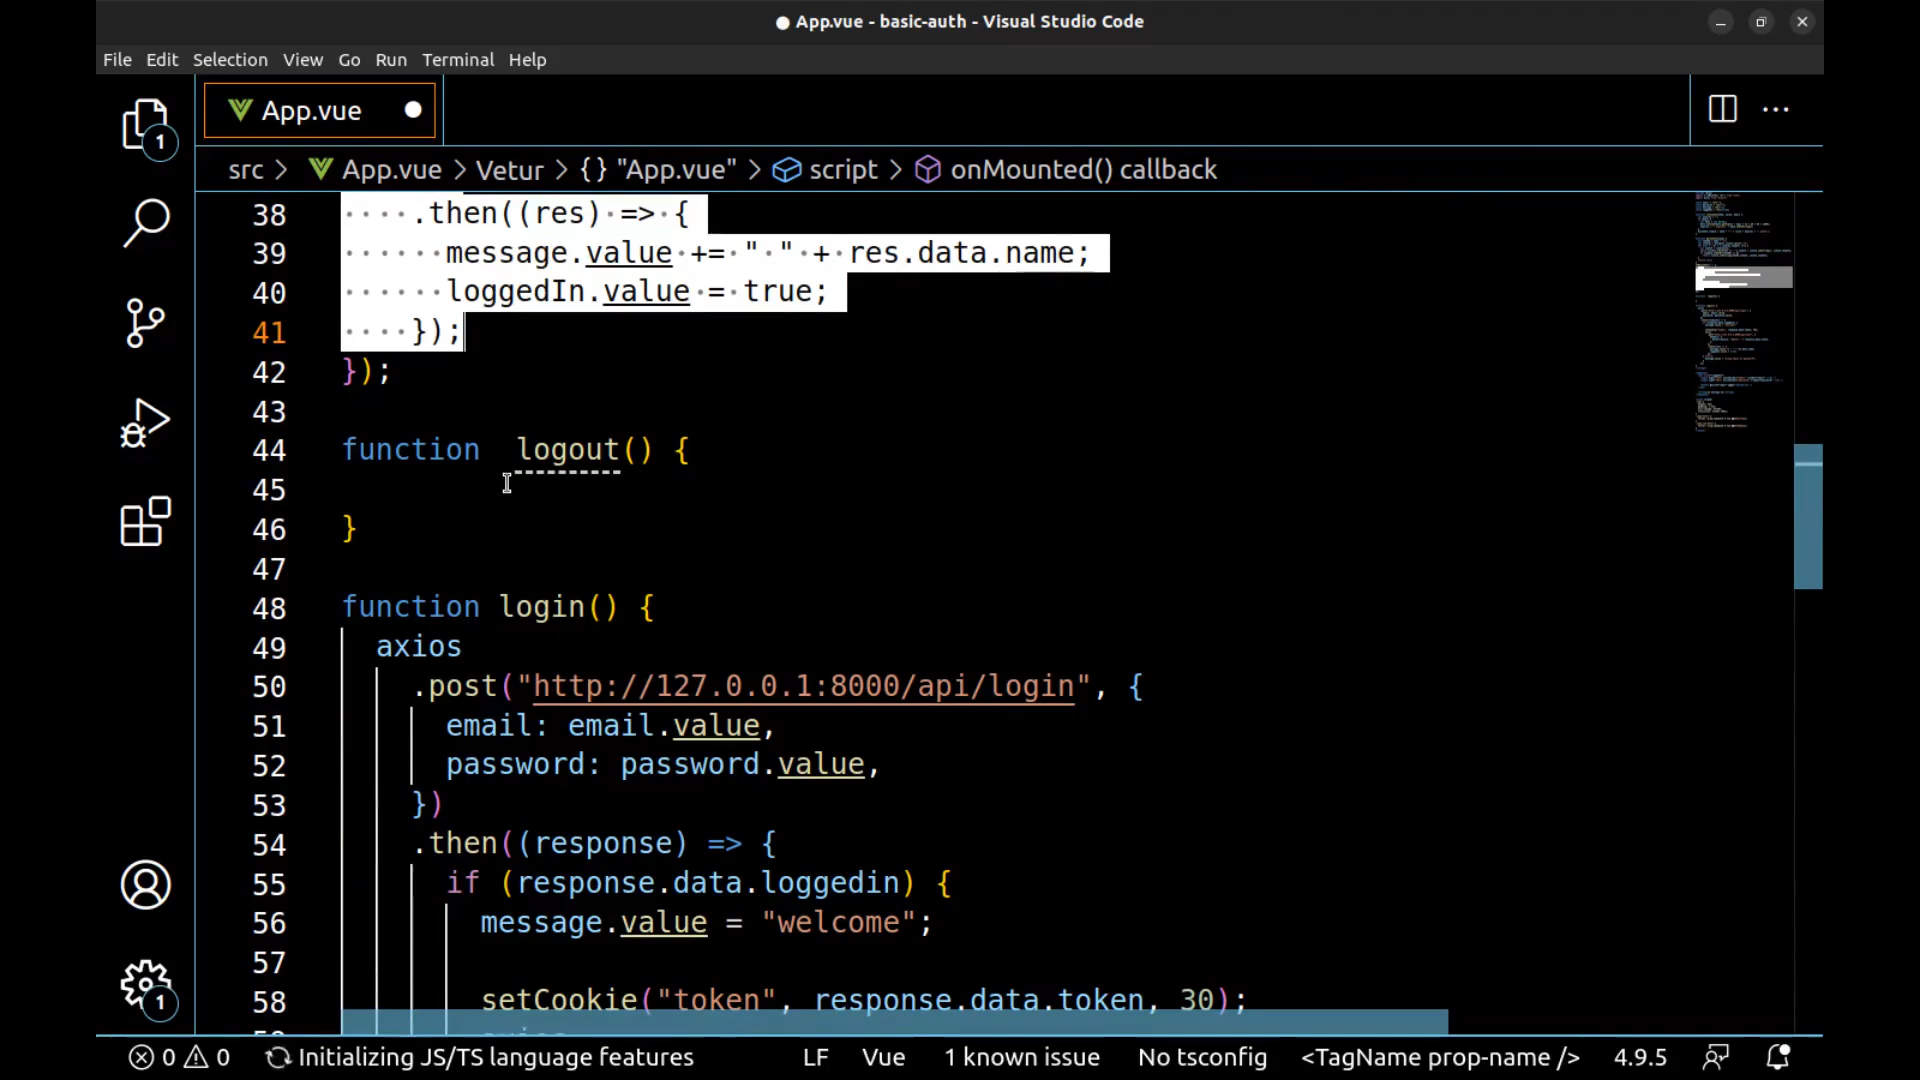 ● App.vue - basic-auth - Visual Studio Code
File Edit Selection View Go Run Terminal Help
App.vue
1
src > App.vue > Vetur > {} "App.vue" > script > onMounted() callback
38 .then((res) => {
39 message.value += " " + res.data.name;
40 loggedIn.value = true;
41 });
42 });
43
44 function  logout() {
45
46 }
47
48 function login() {
49 axios
50 .post("http://127.0.0.1:8000/api/login", {
51 email: email.value,
52 password: password.value,
53 })
54 .then((response) => {
55 if (response.data.loggedin) {
56 message.value = "welcome";
57
58 setCookie("token", response.data.token, 30);
1
0 0 Initializing JS/TS language features LF Vue 1 known issue No tsconfig <TagName prop-name /> 4.9.5